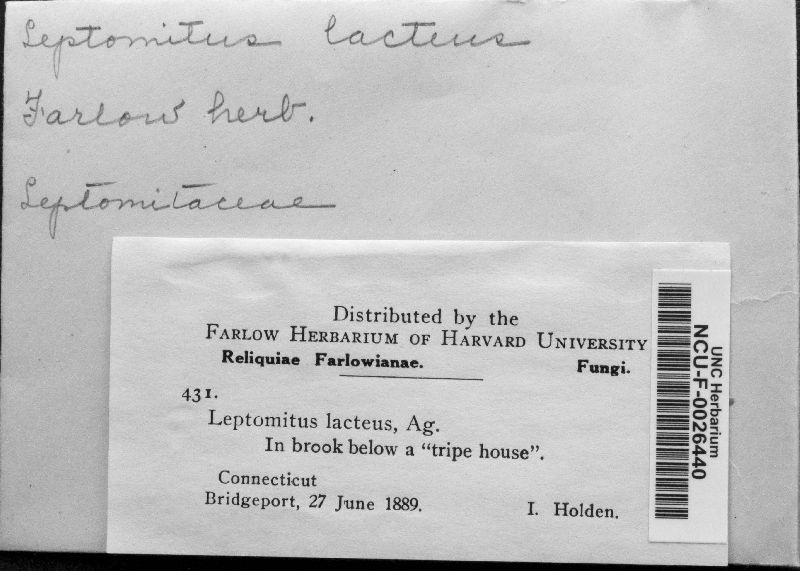 Leptomitus lacteus
Farlow herb.
Leptomitaceae
Distributed by the
FARLOW HERBARIUM OF HARVARD UNIVERSITY
Reliquiae Farlowianae.
Fungi.
431.
Leptomitus lacteus, Ag.
In brook below a “tripe house”.
Connecticut
Bridgeport, 27 June 1889.
I. Holden.
UNC Herbarium
NCU-F-0026440